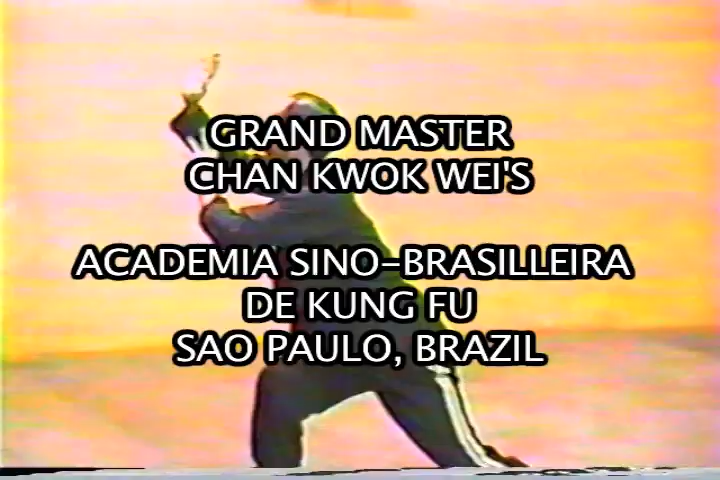 GRAND MASTER
CHAN KWOK WEI'S
ACADEMIA SINO-BRASILLEIRA
DE KUNG FU
SAO PAULO, BRAZIL